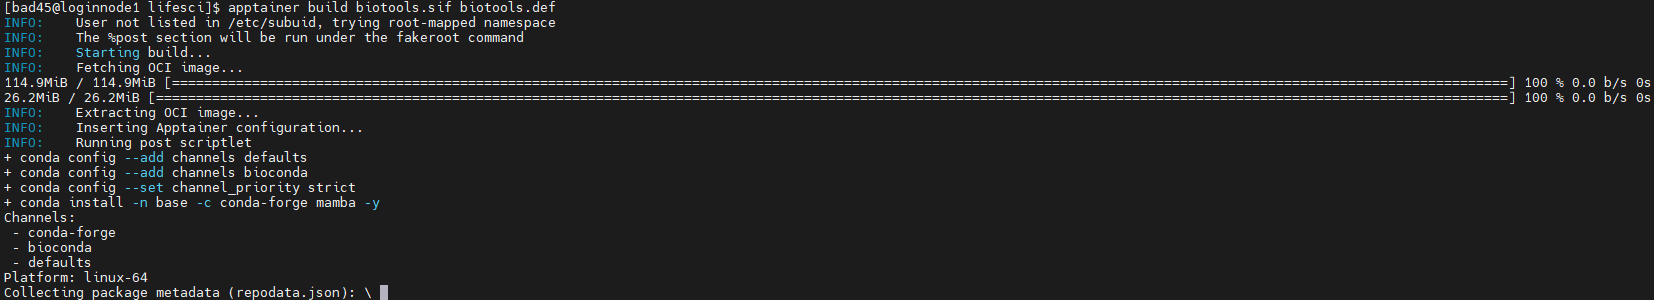 [bad45@loginnode1 lifesci]$ apptainer build biotools.sif biotools.def
INFO:    User not listed in /etc/subuid, trying root-mapped namespace
INFO:    The %post section will be run under the fakeroot command
INFO:    Starting build...
INFO:    Fetching OCI image...
114.9MiB / 114.9MiB [=======================================================================================================================================================================] 100 % 0.0 b/s 0s
26.2MiB / 26.2MiB [=========================================================================================================================================================================] 100 % 0.0 b/s 0s
INFO:    Extracting OCI image...
INFO:    Inserting Apptainer configuration...
INFO:    Running post scriptlet
+ conda config --add channels defaults
+ conda config --add channels bioconda
+ conda config --set channel_priority strict
+ conda install -n base -c conda-forge mamba -y
Channels:
 - conda-forge
 - bioconda
 - defaults
Platform: linux-64
Collecting package metadata (repodata.json): \